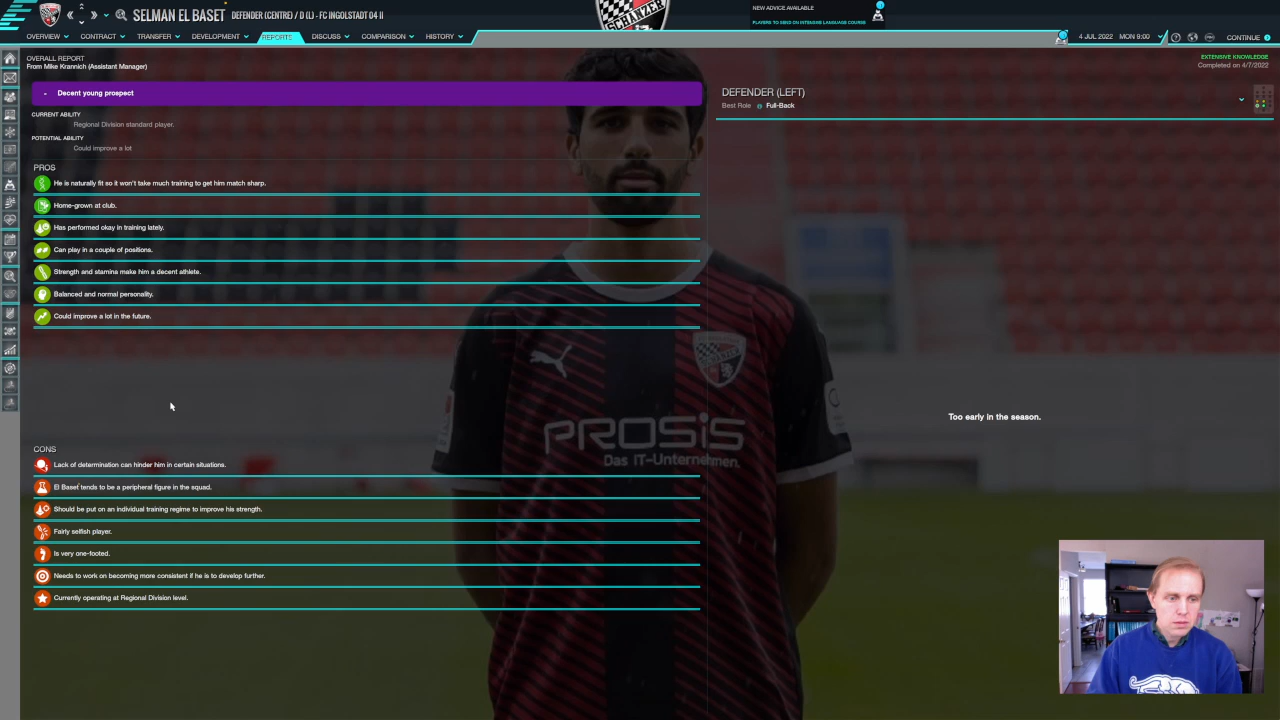 SELMAN EL BASET
DEFENDER (CENTRE) / D (L) - FC INGOLSTADT 04 II
SCHANZER
NEW ADVICE AVAILABLE
PLAYERS TO SEND ON INTENSIVE LANGUAGE COURSE
OVERVIEW
CONTRACT
TRANSFER
DEVELOPMENT
REPORTS
DISCUSS
COMPARISON
HISTORY
4 JUL 2022 MON 9:00
CONTINUE
OVERALL REPORT
From Mike Krannich (Assistant Manager)
EXTENSIVE KNOWLEDGE
Completed on 4/7/2022
- Decent young prospect
DEFENDER (LEFT)
Best Role Full-Back
CURRENT ABILITY
Regional Division standard player.
POTENTIAL ABILITY
Could improve a lot
PROS
He is naturally fit so it won't take much training to get him match sharp.
Home-grown at club.
Has performed okay in training lately.
Can play in a couple of positions.
Strength and stamina make him a decent athlete.
Balanced and normal personality.
Could improve a lot in the future.
Too early in the season.
PROSIS
Das IT-Unternehmen.
CONS
Lack of determination can hinder him in certain situations.
El Baset tends to be a peripheral figure in the squad.
Should be put on an individual training regime to improve his strength.
Fairly selfish player.
Is very one-footed.
Needs to work on becoming more consistent if he is to develop further.
Currently operating at Regional Division level.